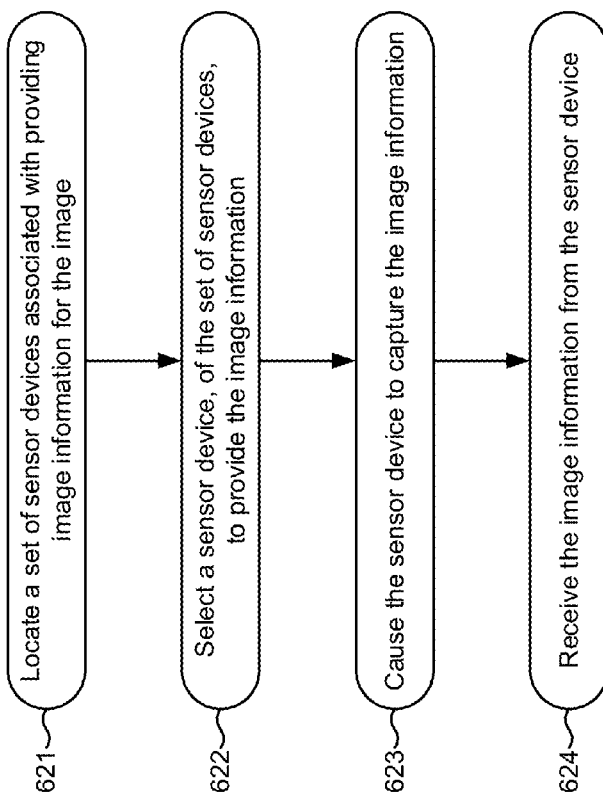 621
Locate a set of sensor devices associated with providing
image information for the image
622
Select a sensor device, of the set of sensor devices,
to provide the image information
623
Cause the sensor device to capture the image information
624
Receive the image information from the sensor device